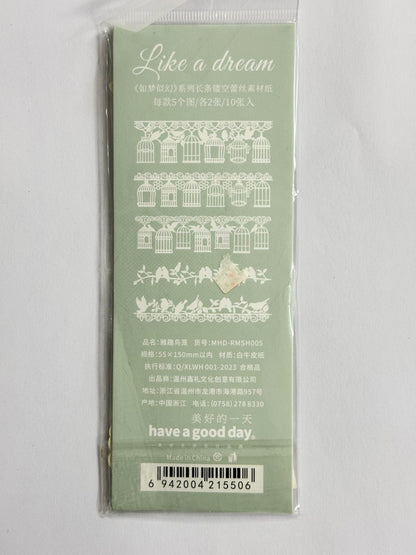 Like a dream
《如梦似幻》系列长条镂空蕾丝素材纸
每款5个图/各2张/10张入
品名：雅趣鸟笼 货号：MHD-RMSH005
规格：55×150mm以内 材质：白牛皮纸
执行标准：Q/XLWH 001-2023 合格品
出品商：温州鑫礼文化创意有限公司
地址：浙江省温州市龙港市海港路957号
产地：中国浙江 电话：(0758) 278 8330
美好的一天
have a good day.
Made in China
6 942004 215506